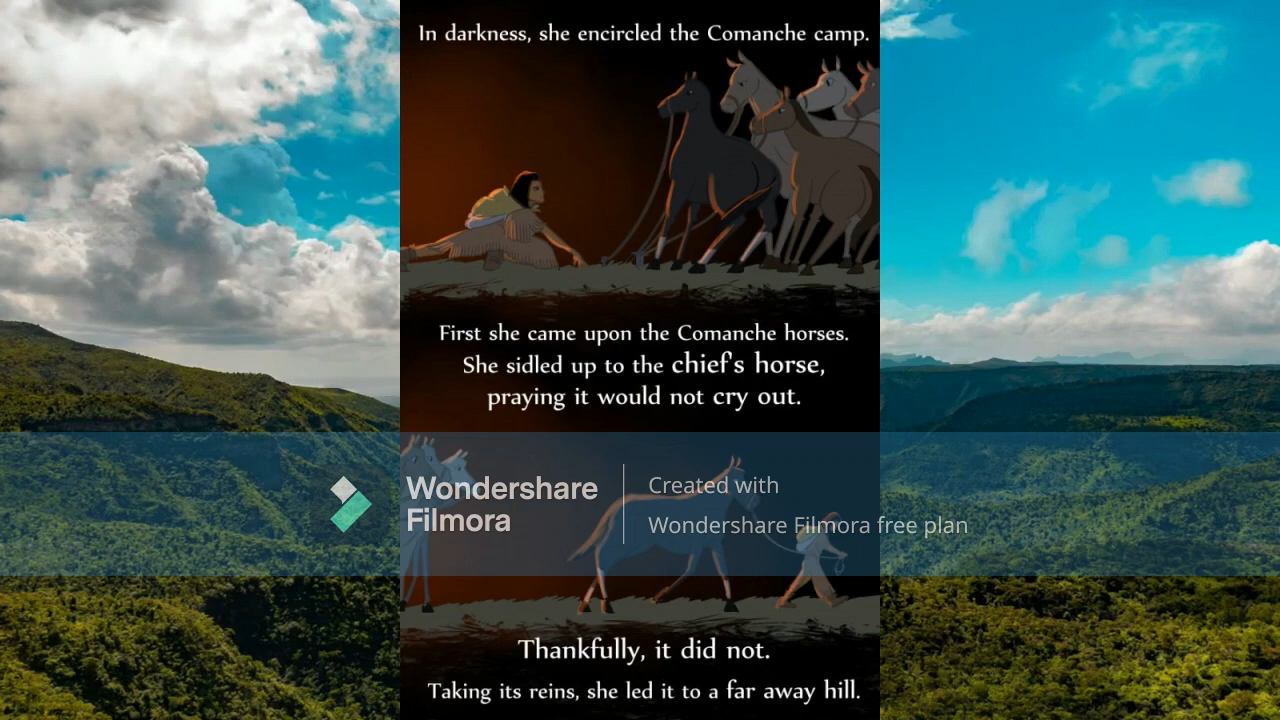 In darkness, she encircled the Comanche camp.
First she came upon the Comanche horses.
She sidled up to the chief's horse,
praying it would not cry out.
Wondershare
Filmora
Created with
Wondershare Filmora free plan
Thankfully, it did not.
Taking its reins, she led it to a far away hill.